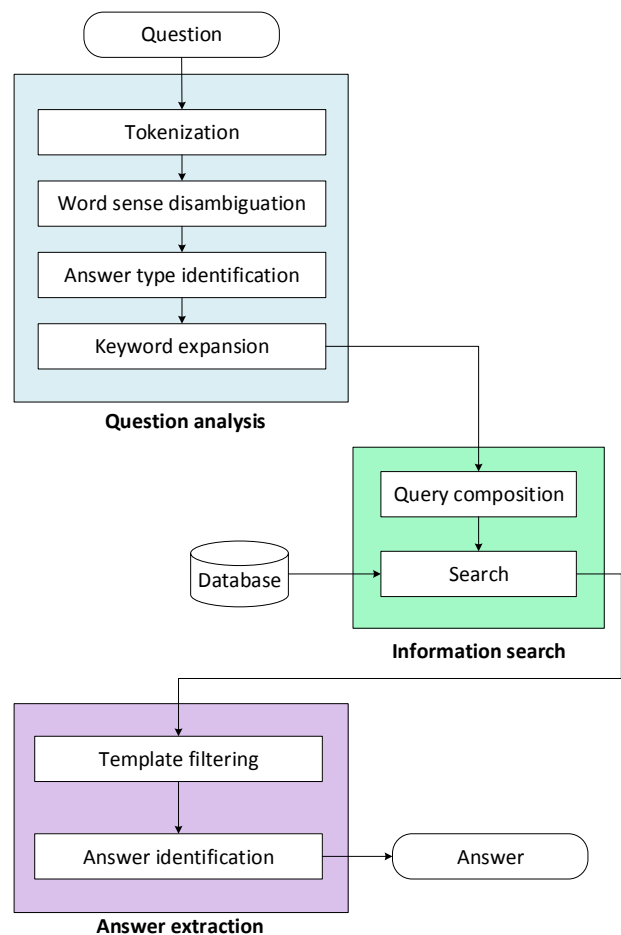 Question
Tokenization
Word sense disambiguation
Answer type identification
Keyword expansion
Question analysis
Query composition
Database
Search
Information search
Template filtering
Answer identification
Answer
Answer extraction